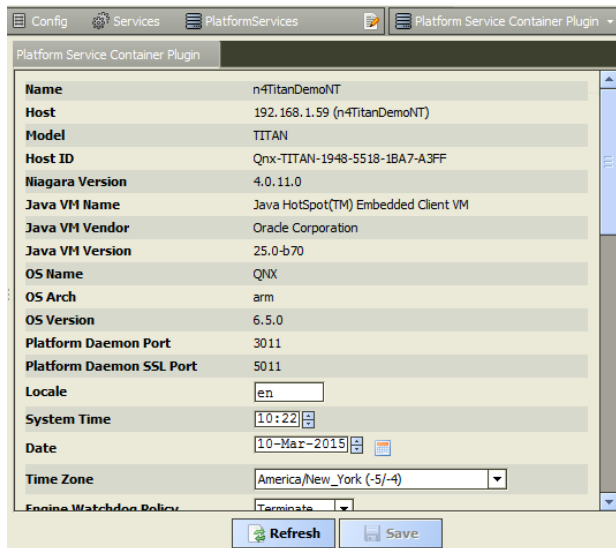 Config Services PlatformServices Platform Service Container Plugin
Platform Service Container Plugin
Name n4TitanDemoNT
Host 192.168.1.59 (n4TitanDemoNT)
Model TITAN
Host ID Qnx-TITAN-1948-5518-1BA7-A3FF
Niagara Version 4.0.11.0
Java VM Name Java HotSpot(TM) Embedded Client VM
Java VM Vendor Oracle Corporation
Java VM Version 25.0-b70
OS Name QNX
OS Arch arm
OS Version 6.5.0
Platform Daemon Port 3011
Platform Daemon SSL Port 5011
Locale en
System Time 10:22
Date 10-Mar-2015
Time Zone America/New_York (-5/-4)
Engine Watchdog Policy Terminate
Refresh Save